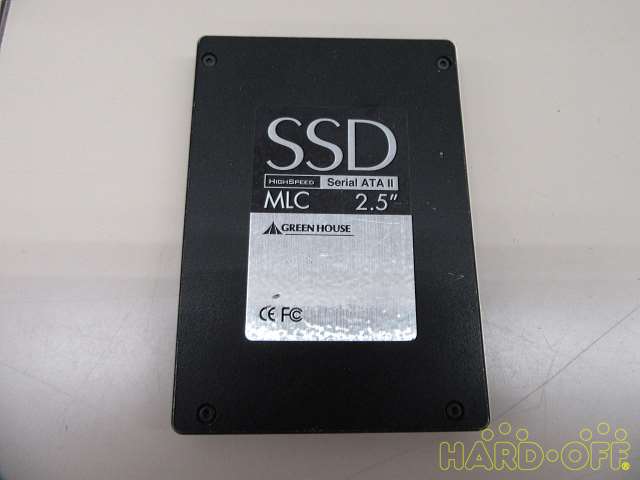 SSD
HIGHSPEED Serial ATA II
MLC 2.5"
GREEN HOUSE
CE FC
HARD-OFF